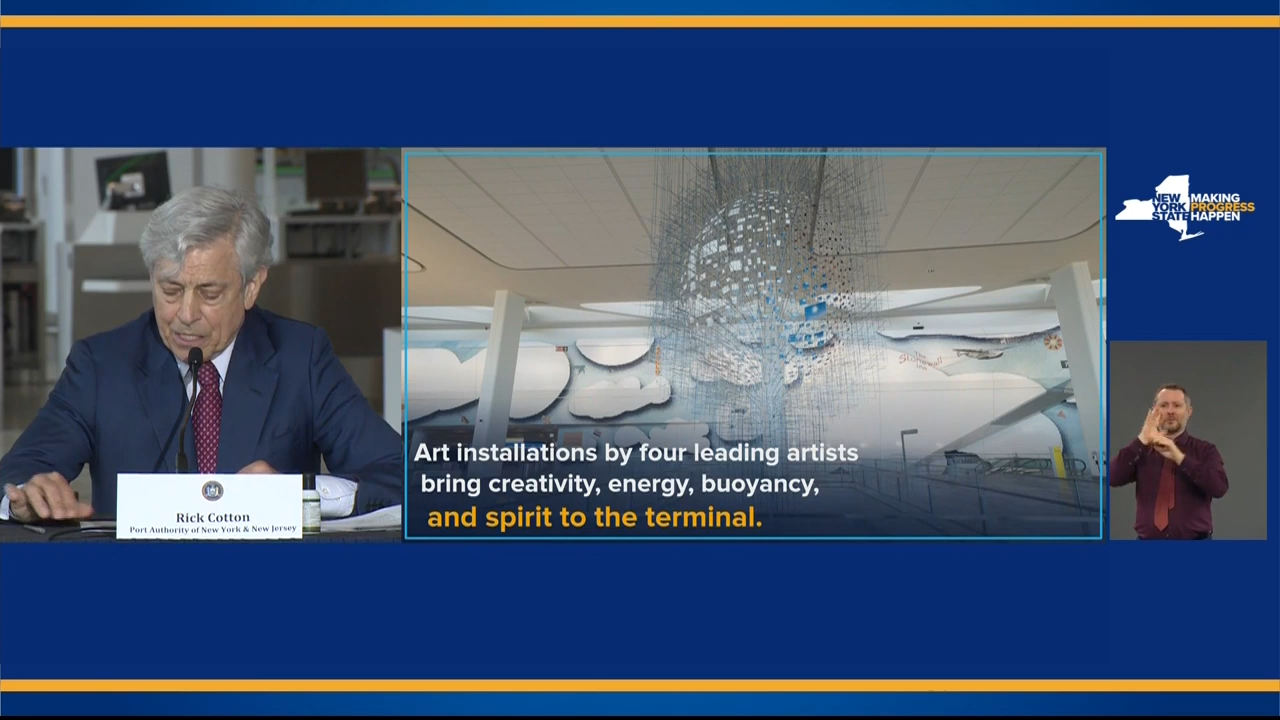 Rick Cotton
Port Authority of New York & New Jersey
Art installations by four leading artists
bring creativity, energy, buoyancy,
and spirit to the terminal.
NEW
YORK
STATE
MAKING
PROGRESS
HAPPEN